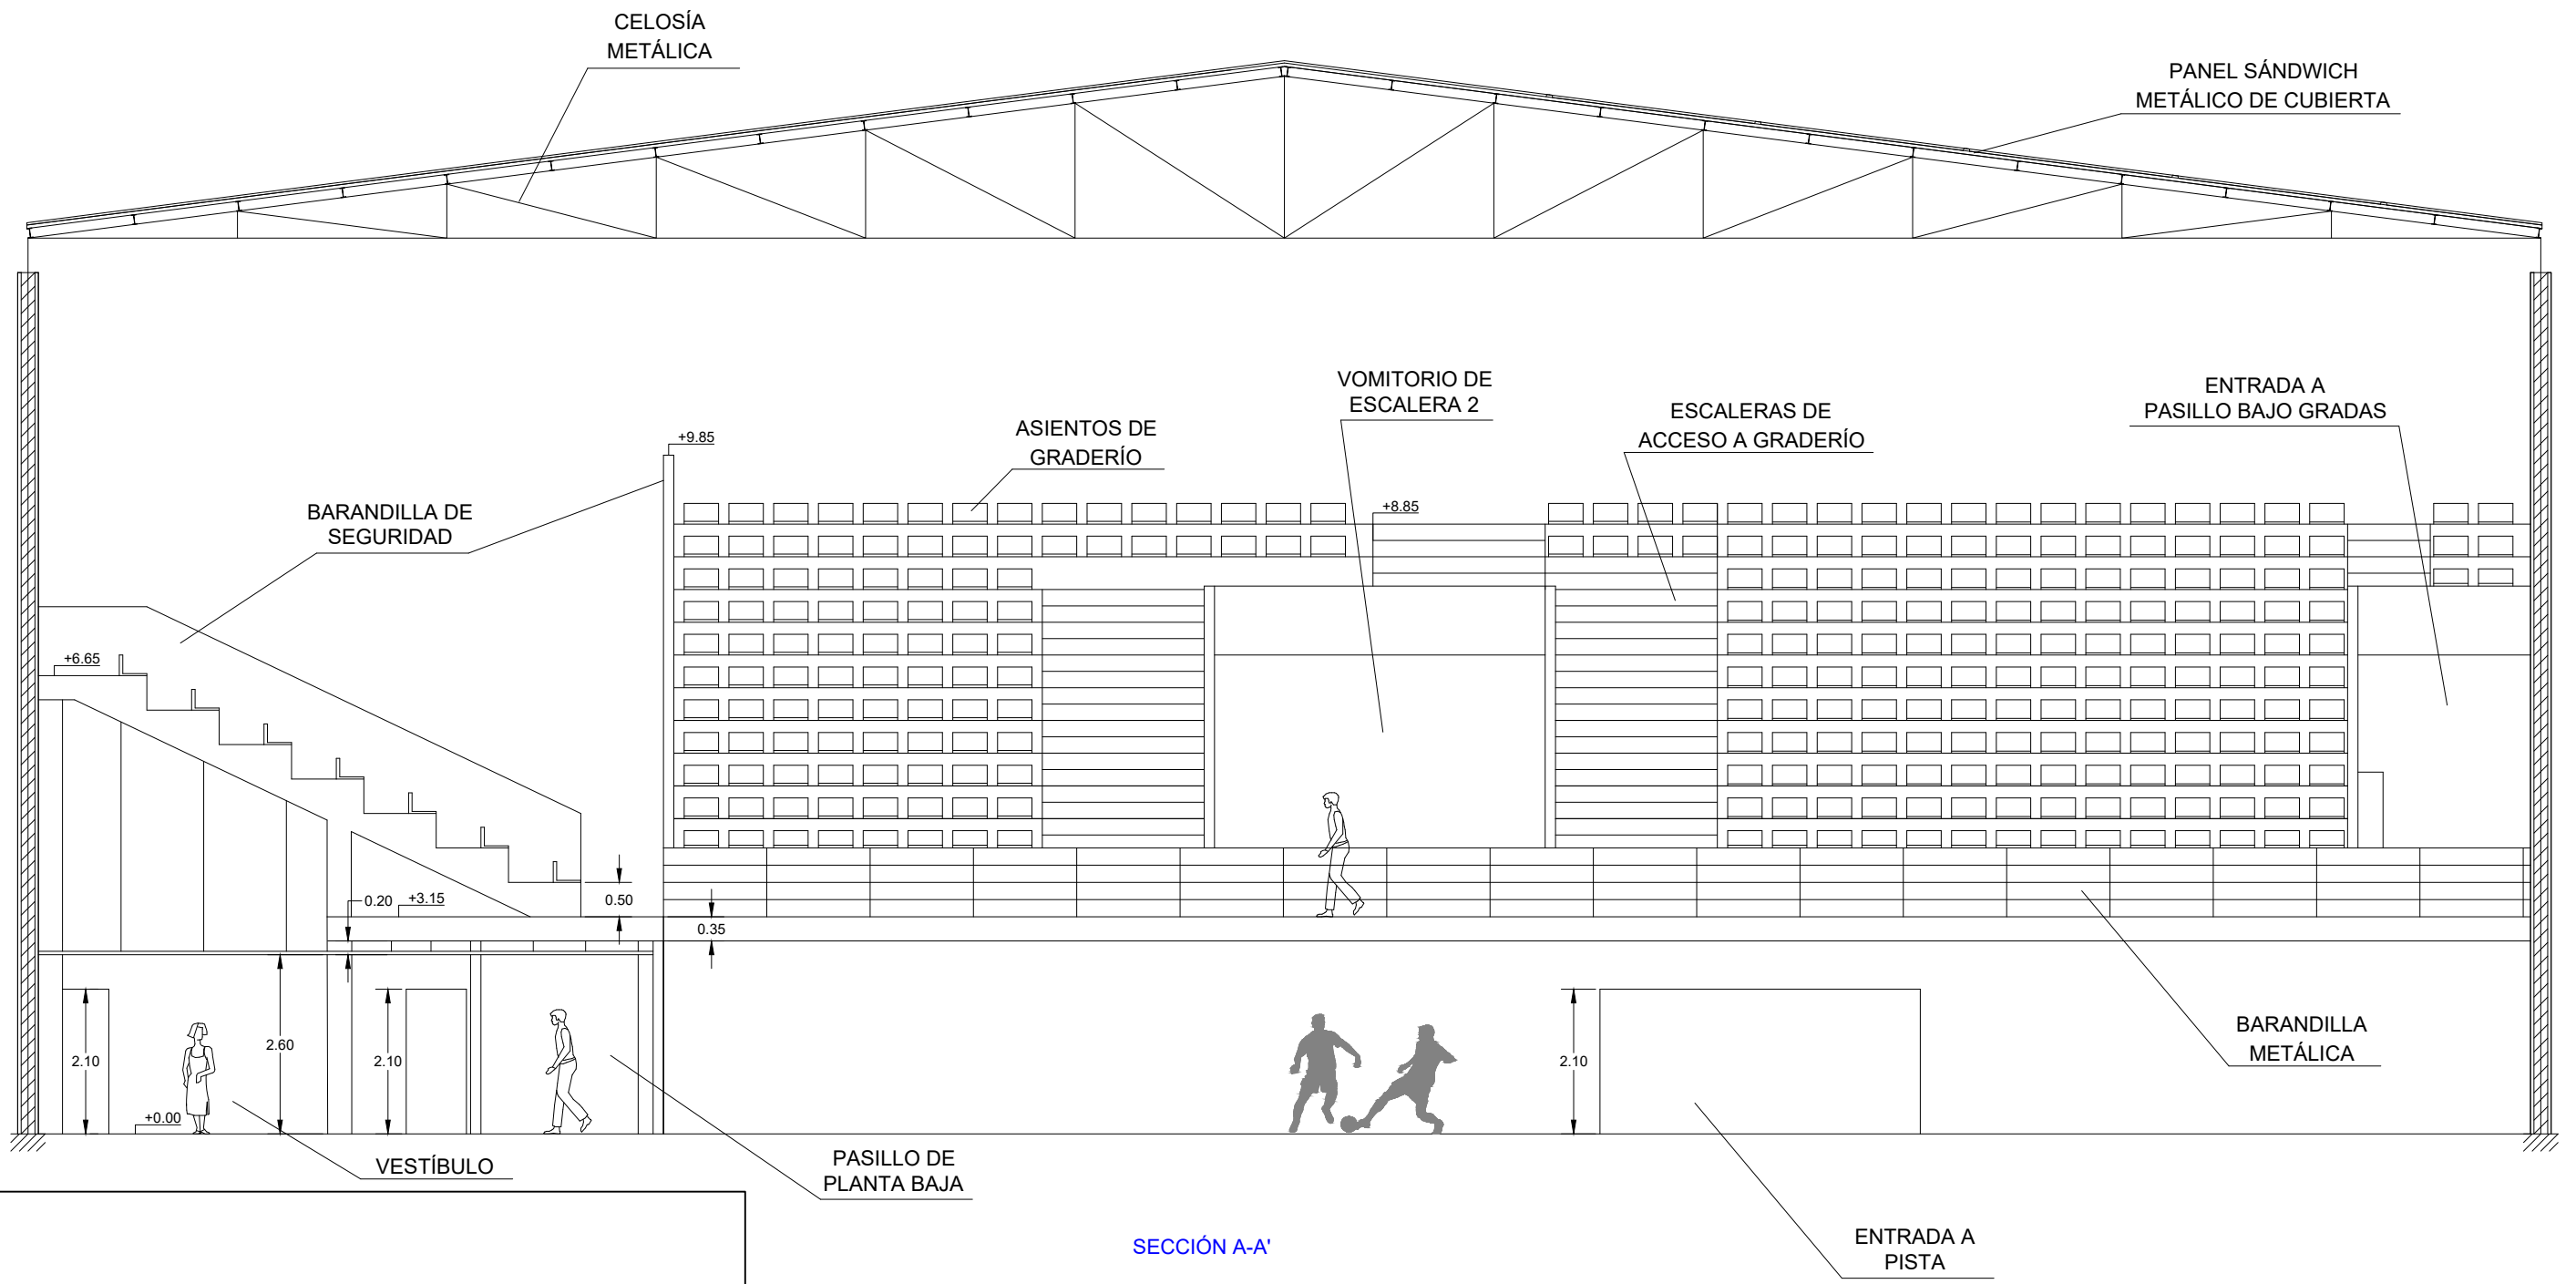 CELOSÍA
METÁLICA
PANEL SÁNDWICH
METÁLICO DE CUBIERTA
VOMITORIO DE
ESCALERA 2
ENTRADA A
PASILLO BAJO GRADAS
ESCALERAS DE
ACCESO A GRADERÍO
ASIENTOS DE
GRADERÍO
+9.85
BARANDILLA DE
SEGURIDAD
+8.85
+6.65
0.20
+3.15
0.50
0.35
2.10
2.60
2.10
2.10
+0.00
BARANDILLA
METÁLICA
VESTÍBULO
PASILLO DE
PLANTA BAJA
SECCIÓN A-A'
ENTRADA A
PISTA